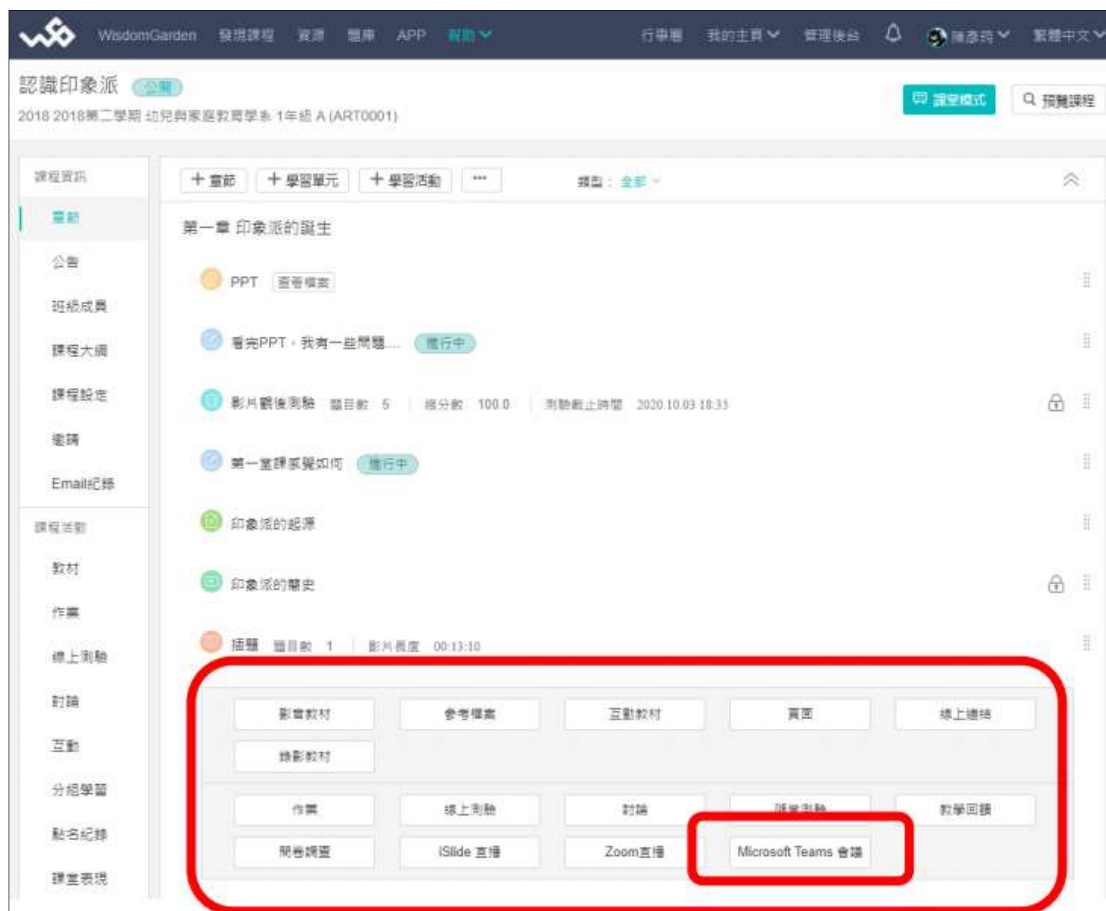 WisdomGarden 發現課程 資源 題庫 APP 幫助 行事曆 我的主頁 管理後台 陳彥琦 繁體中文
認識印象派 公開
2018 2018第二學期 幼兒與家庭教育學系 1年級 A (ART0001)
課堂模式 預覽課程
課程資訊
章節
公告
班級成員
課程大綱
課程設定
邀請
Email紀錄
課程活動
教材
作業
線上測驗
討論
互動
分組學習
點名紀錄
課堂表現
+ 章節 + 學習單元 + 學習活動 ... 類型：全部
第一章 印象派的誕生
PPT 查看檔案
看完PPT，我有一些問題.... 進行中
影片觀後測驗 題目數 5 總分數 100.0 測驗截止時間 2020.10.03 18:35
第一堂課感覺如何 進行中
印象派的起源
印象派的簡史
插題 題目數 1 影片長度 00:13:10
影音教材 參考檔案 互動教材 頁面 線上連結
錄影教材
作業 線上測驗 討論 隨堂測驗 教學回饋
問卷調查 iSlide 直播 Zoom直播 Microsoft Teams 會議